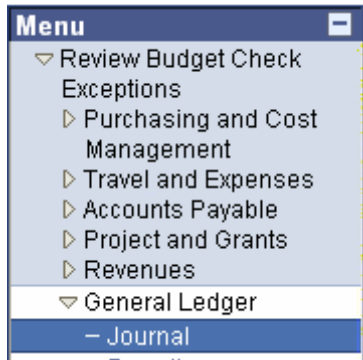 Menu
Review Budget Check
Exceptions
Purchasing and Cost
Management
Travel and Expenses
Accounts Payable
Project and Grants
Revenues
General Ledger
– Journal